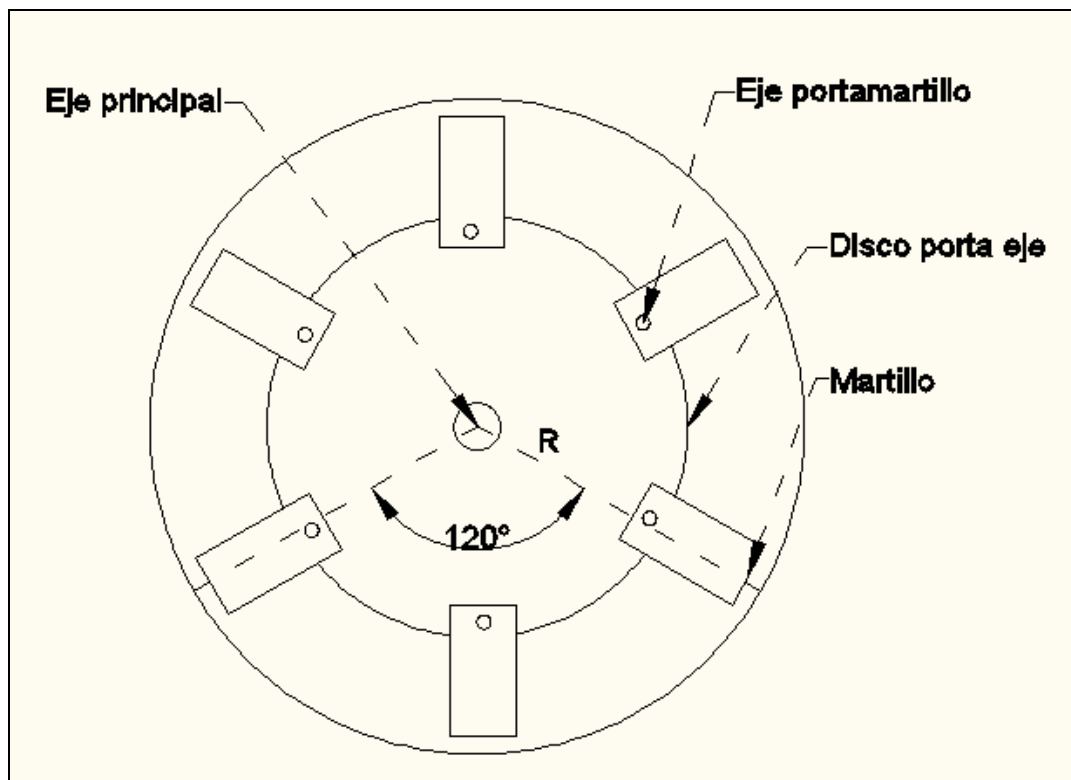 Eje principal
Eje portamartillo
Disco porta eje
Martillo
R
120°